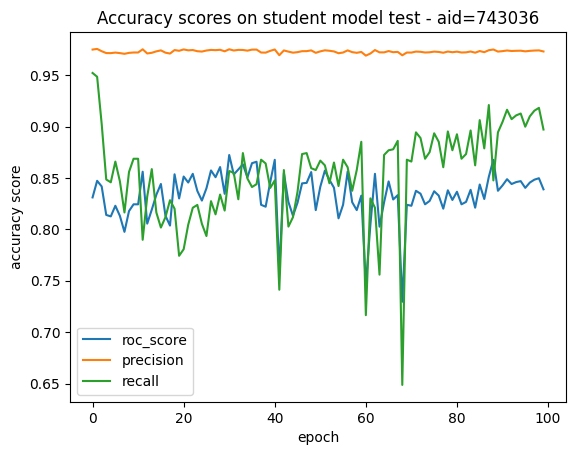 Accuracy scores on student model test - aid=743036
accuracy score
0.95
0.90
0.85
0.80
0.75
0.70
0.65
roc_score
precision
recall
0
20
40
60
80
100
epoch